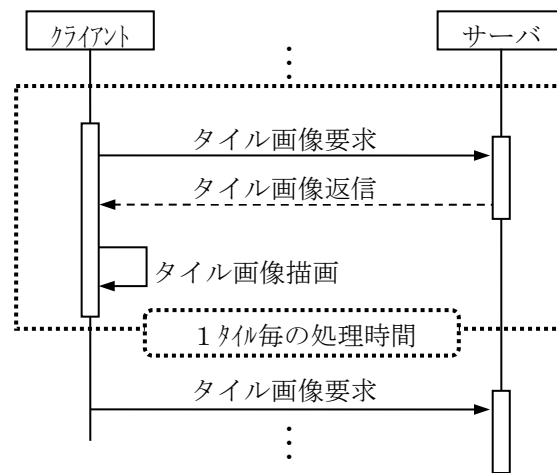 クライアント
サーバ
タイル画像要求
タイル画像返信
タイル画像描画
1タイル毎の処理時間
タイル画像要求